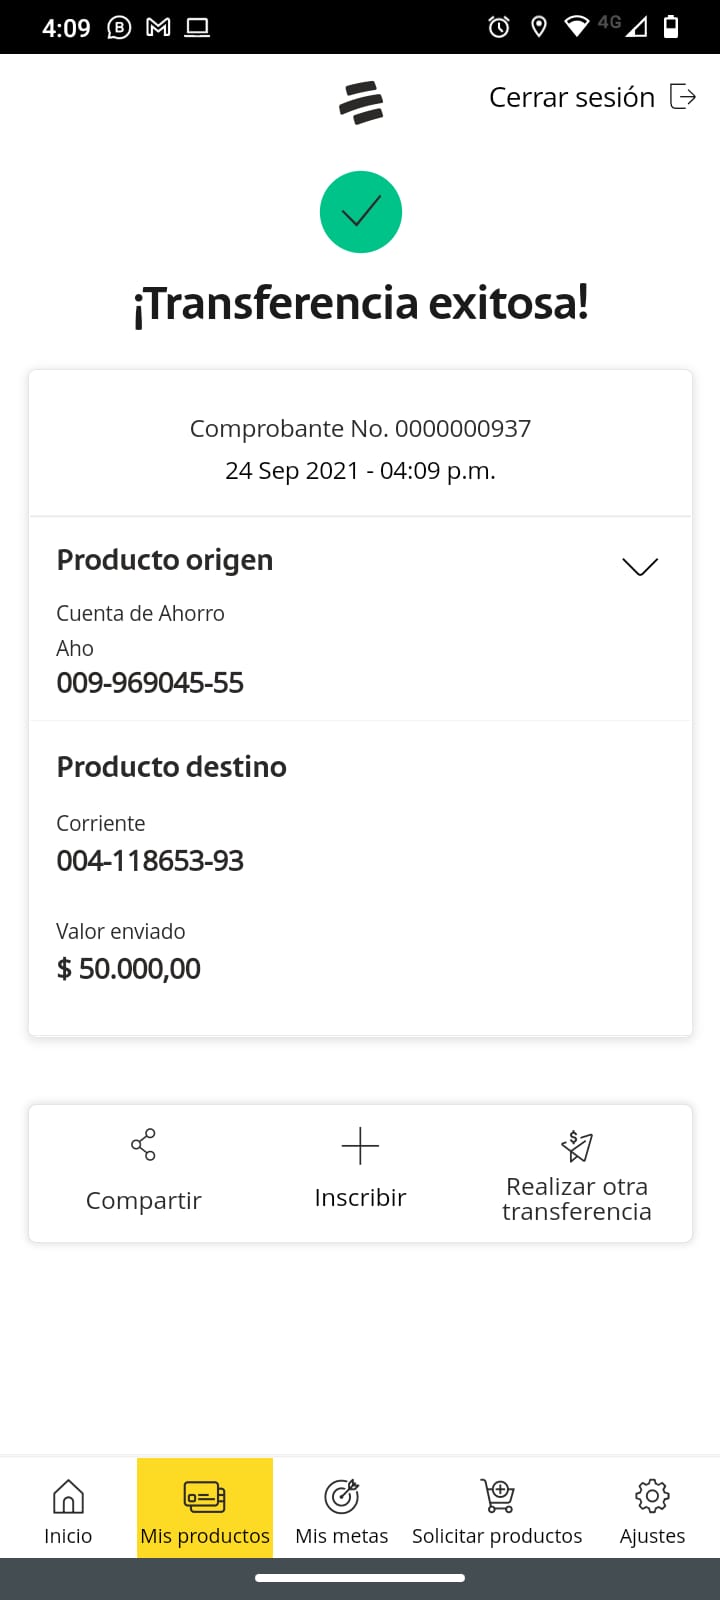 4:09
4G
Cerrar sesión
¡Transferencia exitosa!
Comprobante No. 0000000937
24 Sep 2021 - 04:09 p.m.
Producto origen
Cuenta de Ahorro
Aho
009-969045-55
Producto destino
Corriente
004-118653-93
Valor enviado
$ 50.000,00
Compartir
Inscribir
Realizar otra
transferencia
Inicio
Mis productos
Mis metas
Solicitar productos
Ajustes